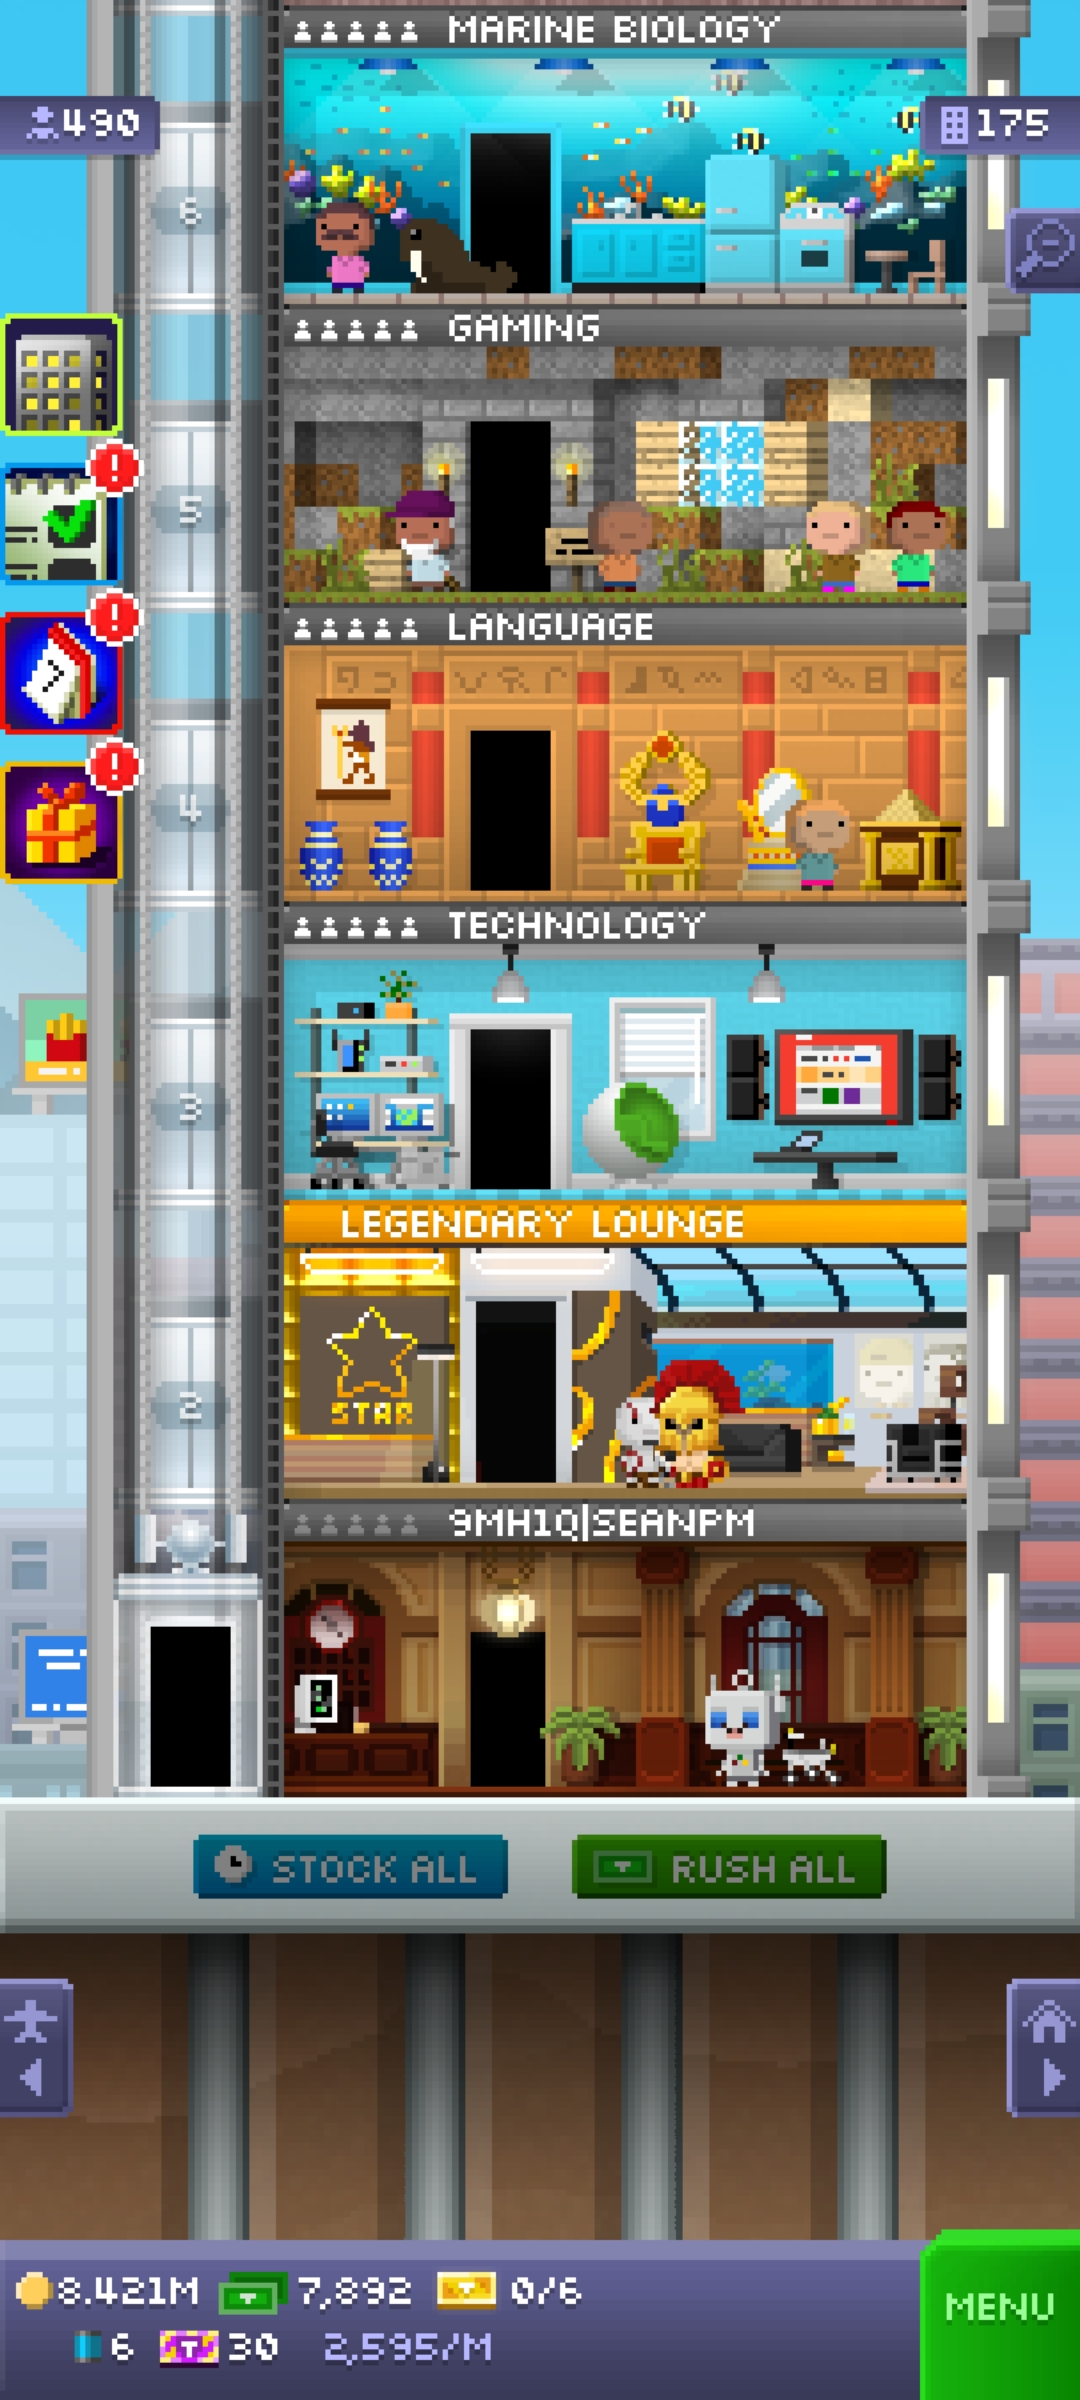 MARINE BIOLOGY
490
175
6
GAMING
5
LANGUAGE
4
TECHNOLOGY
3
LEGENDARY LOUNGE
STAR
2
9MH1Q|SEANPM
STOCK ALL
RUSH ALL
8.421M 7,892 0/6
6 T 30 2,595/M
MENU